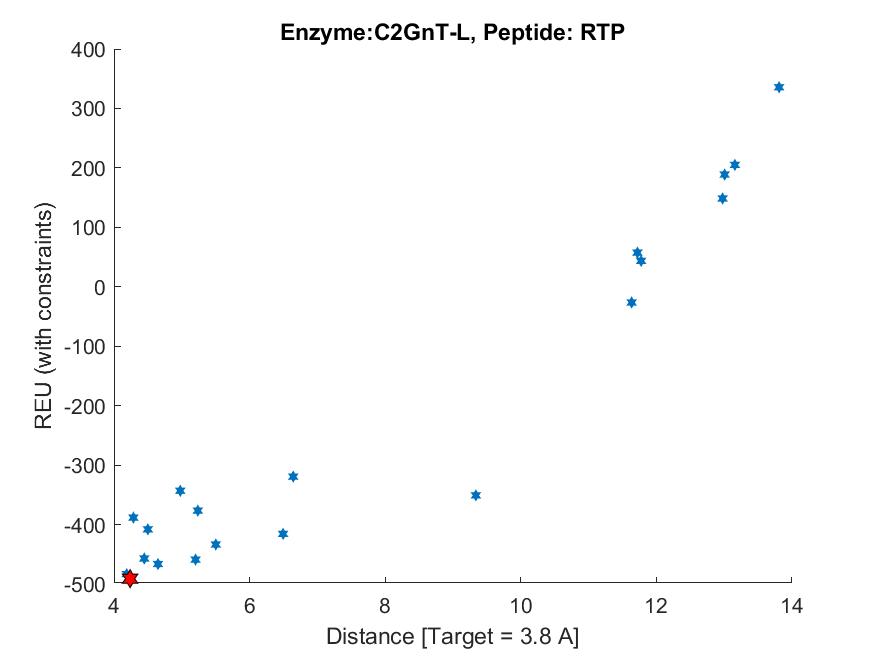 Enzyme:C2GnT-L, Peptide: RTP
400
300
200
100
0
-100
-200
-300
-400
-500
REU (with constraints)
4 6 8 10 12 14
Distance [Target = 3.8 A]